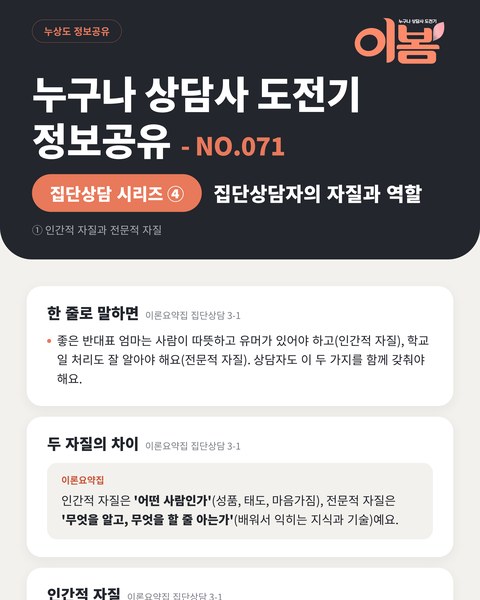 누상도 정보공유
누구나 상담사 도전기
이봄
누구나 상담사 도전기
정보공유 - NO.071
집단상담 시리즈 ④ 집단상담자의 자질과 역할
① 인간적 자질과 전문적 자질
한 줄로 말하면 이론요약집 집단상담 3-1
• 좋은 반대표 엄마는 사람이 따뜻하고 유머가 있어야 하고(인간적 자질), 학교
일 처리도 잘 알아야 해요(전문적 자질). 상담자도 이 두 가지를 함께 갖춰야
해요.
두 자질의 차이 이론요약집 집단상담 3-1
이론요약집
인간적 자질은 '어떤 사람인가'(성품, 태도, 마음가짐), 전문적 자질은
'무엇을 알고, 무엇을 할 줄 아는가'(배워서 익히는 지식과 기술)예요.
인간적 자질 이론요약집 집단상담 3-1